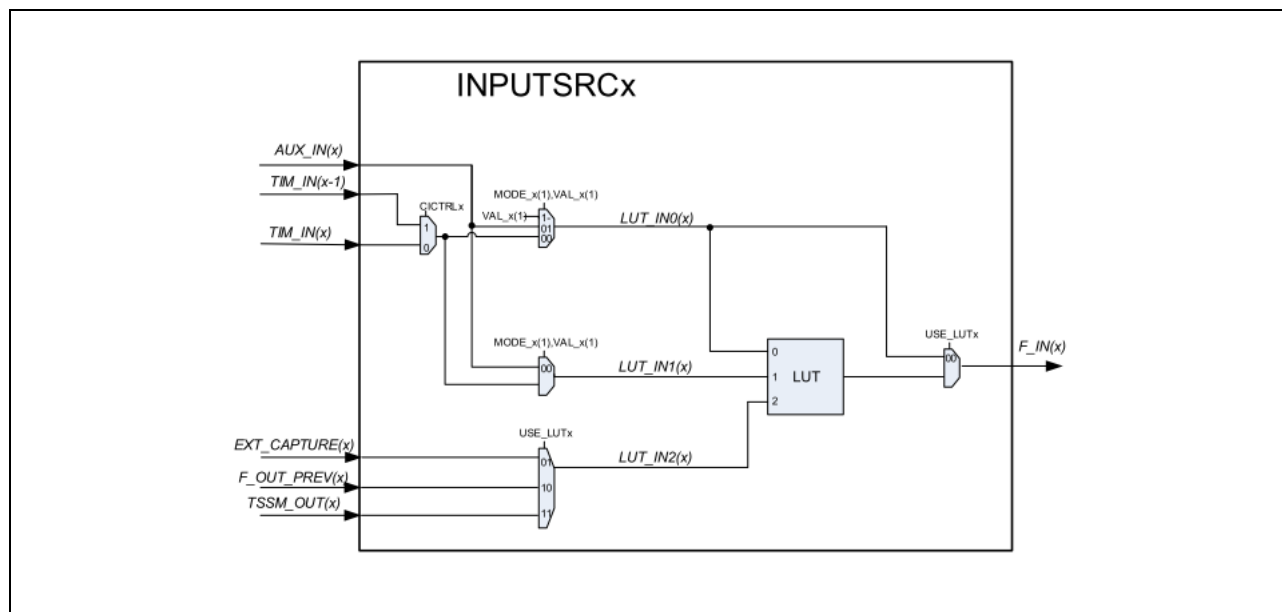 INPUTSRCx
AUX_IN(x)
TIM_IN(x-1)
CICTRLx
1
0
TIM_IN(x)
MODE_x(1),VAL_x(1)
VAL_x(1)
1-
01
00
LUT_IN0(x)
MODE_x(1),VAL_x(1)
00
LUT_IN1(x)
0
1
2
LUT
USE_LUTx
00
F_IN(x)
USE_LUTx
EXT_CAPTURE(x)
01
LUT_IN2(x)
F_OUT_PREV(x)
10
TSSM_OUT(x)
11